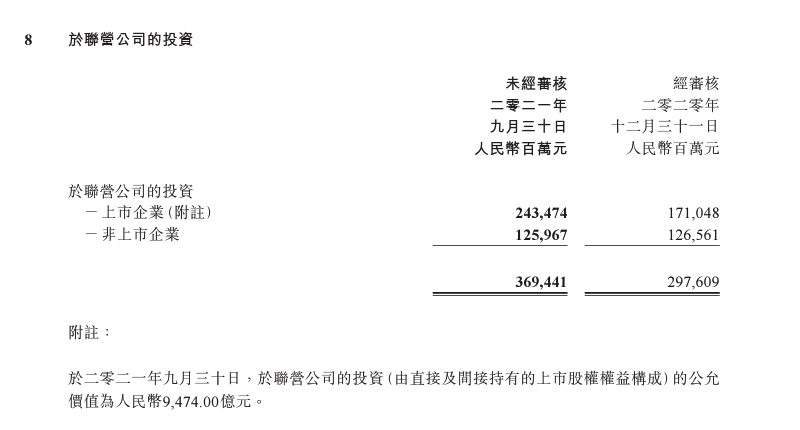 8 於聯營公司的投資
未經審核 經審核
二零二一年 二零二零年
九月三十日 十二月三十一日
人民幣百萬元 人民幣百萬元
於聯營公司的投資
－上市企業(附註) 243,474 171,048
－非上市企業 125,967 126,561
369,441 297,609
附註：
於二零二一年九月三十日，於聯營公司的投資(由直接及間接持有的上市股權權益構成)的公允
價值為人民幣9,474.00億元。